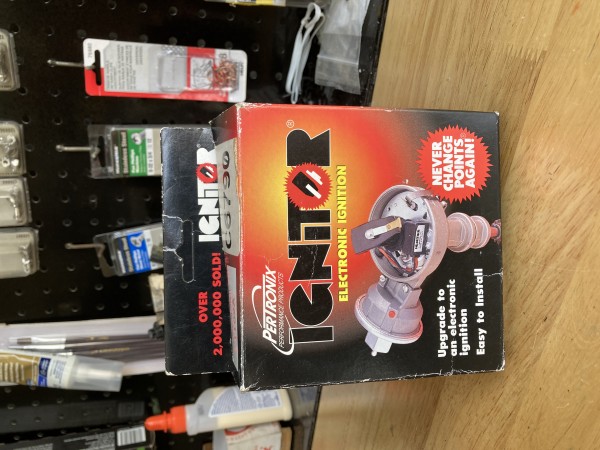 OVER
2,000,000 SOLD!
IGNITOR
PERTRONIX
PERFORMANCE PRODUCTS
IGNITOR®
ELECTRONIC IGNITION
NEVER
CHANGE
POINTS
AGAIN!
Upgrade to
an electronic
ignition
Easy to Install